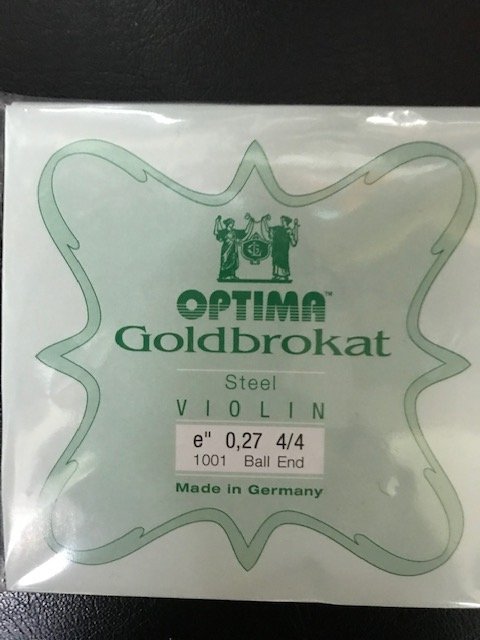 OPTIMA™
Goldbrokat
Steel
VIOLIN
e" 0,27 4/4
1001 Ball End
Made in Germany